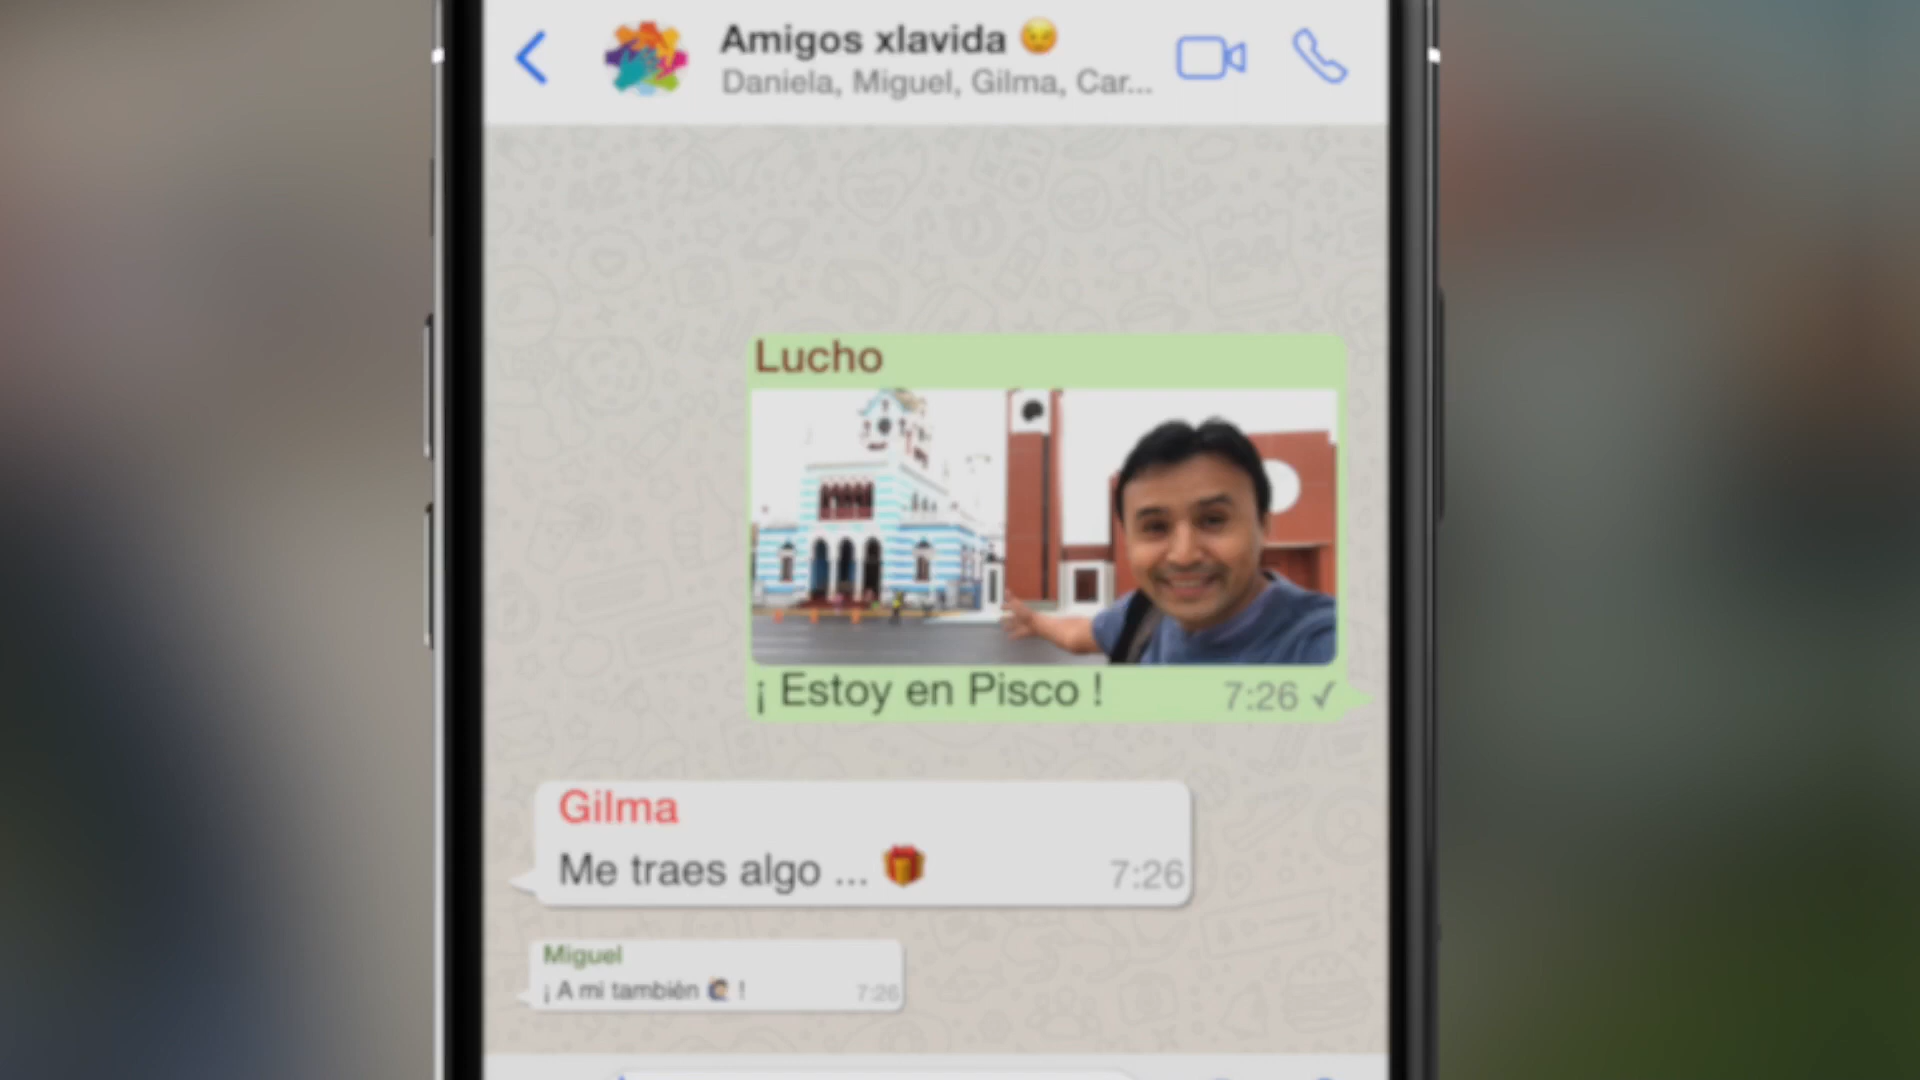 Amigos xlavida 😉
Daniela, Miguel, Gilma, Car...
Lucho
¡ Estoy en Pisco !
7:26 ✓
Gilma
Me traes algo ... 🎁
7:26
Miguel
¡ A mi también 🙋🏻 !
7:26